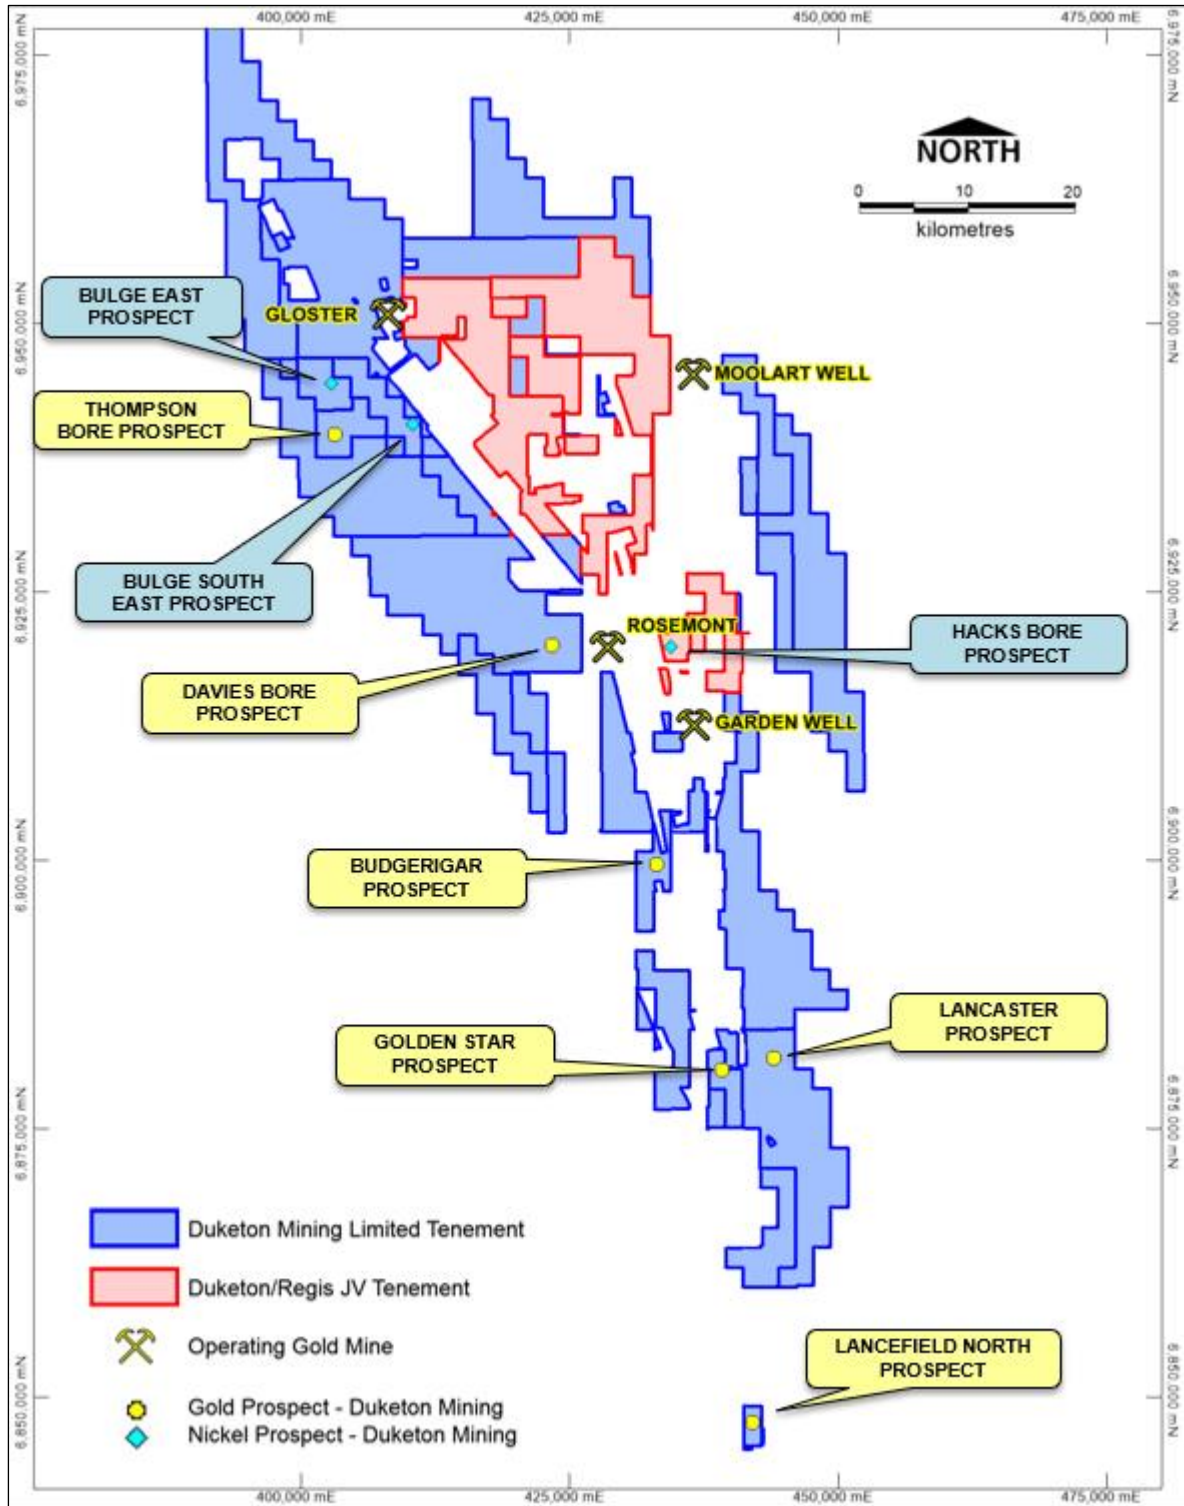 400,000 mE
425,000 mE
450,000 mE
475,000 mE
6,975,000 mN
6,975,000 mN
NORTH
0 10 20
kilometres
BULGE EAST
PROSPECT
GLOSTER
6,950,000 mN
6,950,000 mN
MOOLART WELL
THOMPSON
BORE PROSPECT
BULGE SOUTH
EAST PROSPECT
6,925,000 mN
6,925,000 mN
ROSEMONT
HACKS BORE
PROSPECT
DAVIES BORE
PROSPECT
GARDEN WELL
BUDGERIGAR
PROSPECT
6,900,000 mN
6,900,000 mN
LANCASTER
PROSPECT
GOLDEN STAR
PROSPECT
6,875,000 mN
6,875,000 mN
Duketon Mining Limited Tenement
Duketon/Regis JV Tenement
Operating Gold Mine
LANCEFIELD NORTH
PROSPECT
6,850,000 mN
6,850,000 mN
Gold Prospect - Duketon Mining
Nickel Prospect - Duketon Mining
400,000 mE
425,000 mE
450,000 mE
475,000 mE